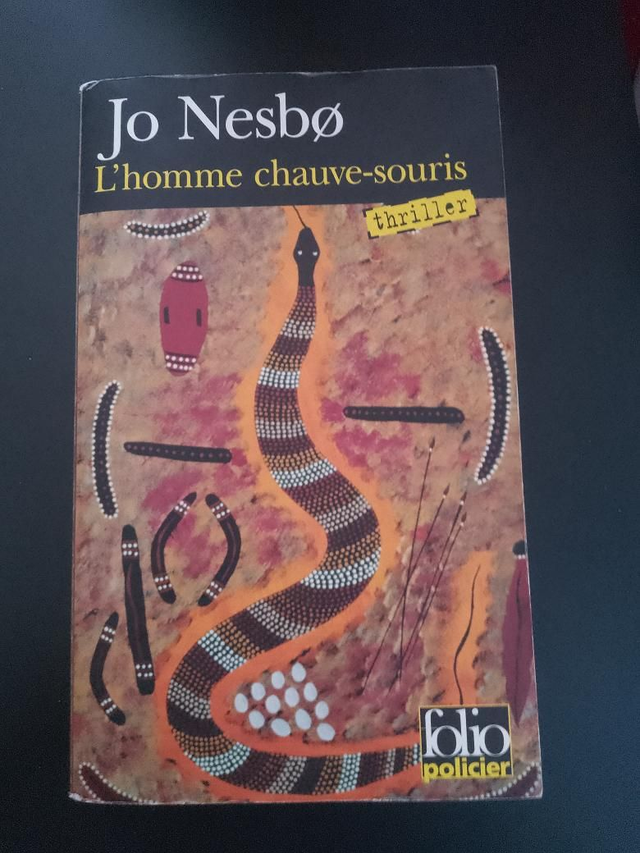 Jo Nesbø
L'homme chauve-souris
thriller
folio
policier